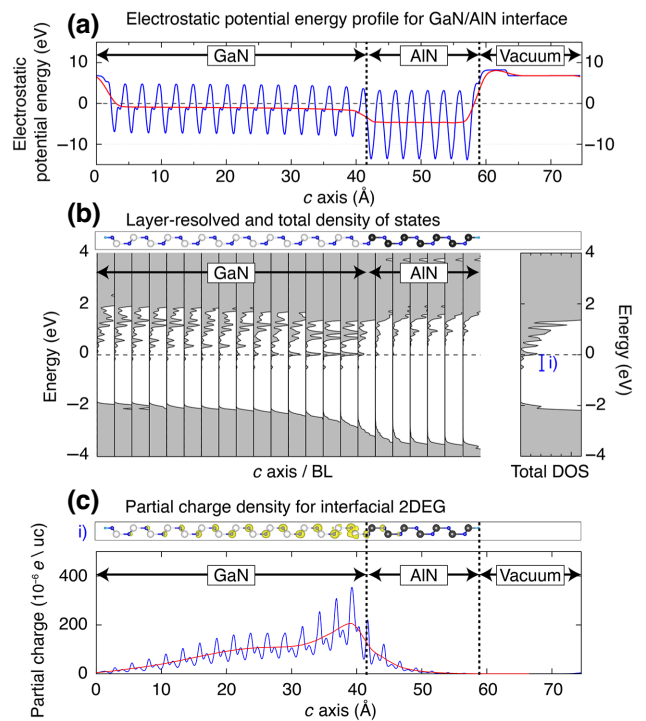 (a) Electrostatic potential energy profile for GaN/AlN interface
Electrostatic
potential energy (eV)
10
0
−10
GaN
AlN
Vacuum
10
0
−10
0 10 20 30 40 50 60 70
c axis (Å)
(b) Layer-resolved and total density of states
Energy (eV)
4
2
0
−2
−4
GaN
AlN
c axis / BL
i)
4
2
0
−2
−4
Energy (eV)
Total DOS
(c) Partial charge density for interfacial 2DEG
i)
Partial charge (10⁻⁶ e \ uc)
400
200
0
GaN
AlN
Vacuum
0 10 20 30 40 50 60 70
c axis (Å)